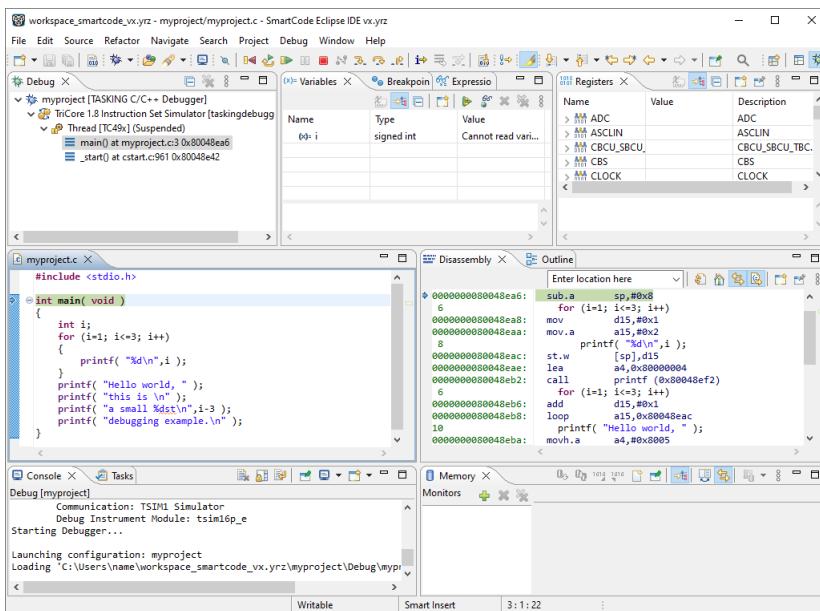 workspace_smartcode_vx.yrz - myproject/myproject.c - SmartCode Eclipse IDE vx.yrz
File Edit Source Refactor Navigate Search Project Debug Window Help
Debug
myproject [TASKING C/C++ Debugger]
TriCore 1.8 Instruction Set Simulator [taskingdebugg
Thread [TC49x] (Suspended)
main() at myproject.c:3 0x80048ea6
_start() at cstart.c:961 0x80048e42
(x)= Variables Breakpoin Expressio
Name Type Value
(x)= i signed int Cannot read vari...
Registers
Name Value Description
ADC ADC
ASCLIN ASCLIN
CBCU_SBCU_ CBCU_SBCU_TBC.
CBS CBS
CLOCK CLOCK
myproject.c
#include <stdio.h>
int main( void )
{
int i;
for (i=1; i<=3; i++)
{
printf( "%d\n",i );
}
printf( "Hello world, " );
printf( "this is \n" );
printf( "a small %dst\n",i-3 );
printf( "debugging example.\n" );
}
Disassembly Outline
Enter location here
0000000080048ea6: sub.a sp,#0x8
6 for (i=1; i<=3; i++)
0000000080048ea8: mov d15,#0x1
0000000080048eaa: mov.a a15,#0x2
8 printf( "%d\n",i );
0000000080048eac: st.w [sp],d15
0000000080048eae: lea a4,0x80000004
0000000080048eb2: call printf (0x80048ef2)
6 for (i=1; i<=3; i++)
0000000080048eb6: add d15,#0x1
0000000080048eb8: loop a15,0x80048eac
10 printf( "Hello world, " );
0000000080048eba: movh.a a4,#0x8005
Console Tasks
Debug [myproject]
Communication: TSIM1 Simulator
Debug Instrument Module: tsim16p_e
Starting Debugger...
Launching configuration: myproject
Loading 'C:\Users\name\workspace_smartcode_vx.yrz\myproject\Debug\mypr
Memory
Monitors
Writable Smart Insert 3 : 1 : 22